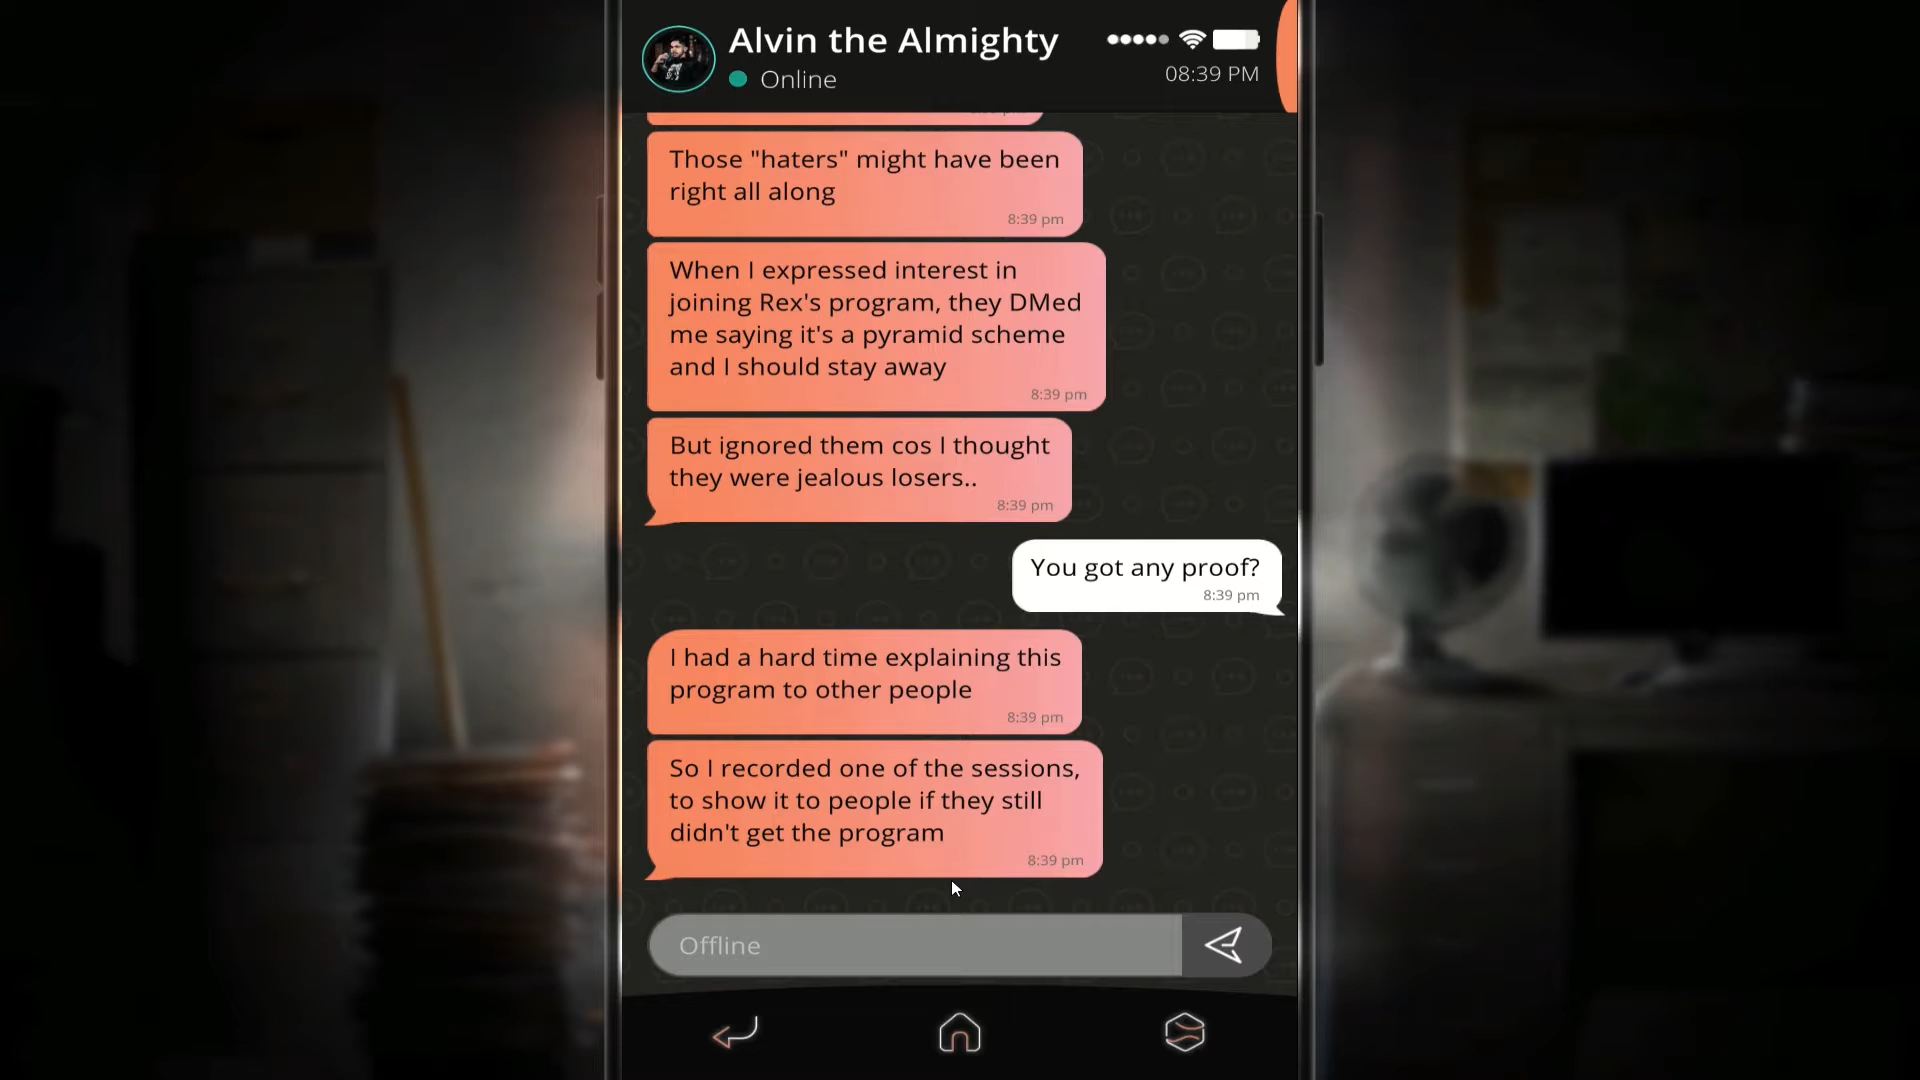 Alvin the Almighty
Online
08:39 PM
Those "haters" might have been
right all along
8:39 pm
When I expressed interest in
joining Rex's program, they DMed
me saying it's a pyramid scheme
and I should stay away
8:39 pm
But ignored them cos I thought
they were jealous losers..
8:39 pm
You got any proof?
8:39 pm
I had a hard time explaining this
program to other people
8:39 pm
So I recorded one of the sessions,
to show it to people if they still
didn't get the program
8:39 pm
Offline